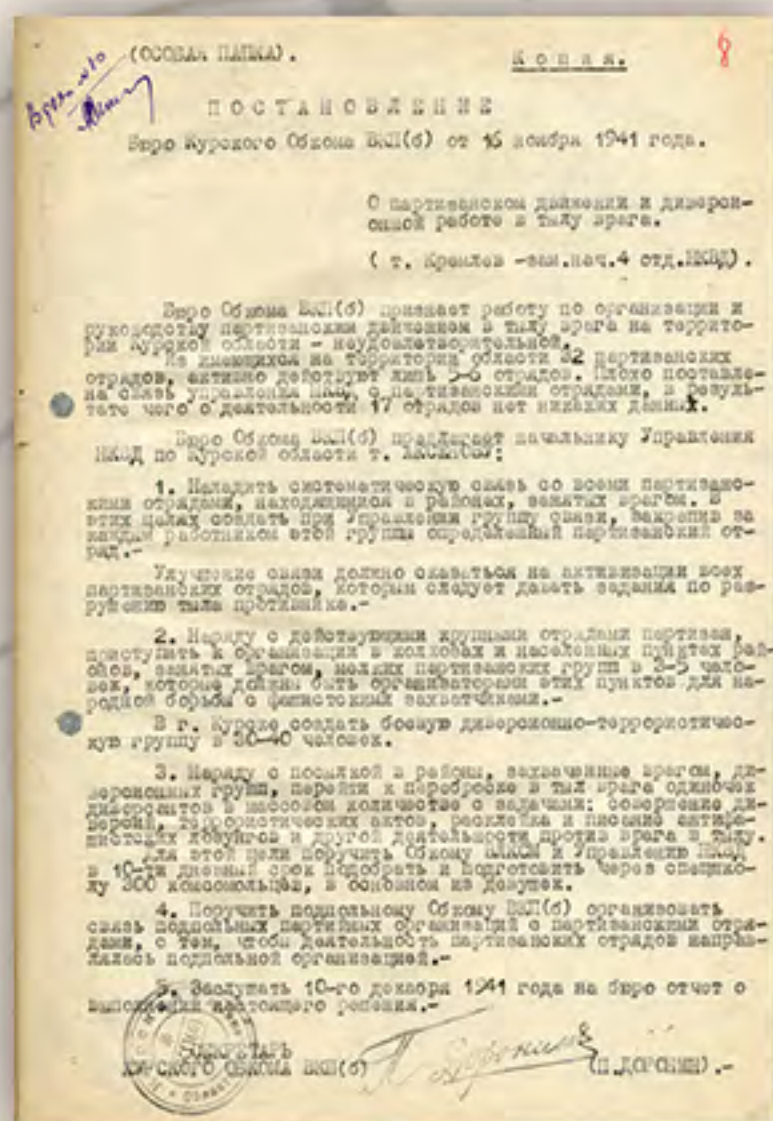 8
(ОСОБАЯ ПАПКА).
Копия.
ПОСТАНОВЛЕНИЕ
Бюро Курского Обкома ВКП(б) от 16 ноября 1941 года.
О партизанском движении и диверси-
онной работе в тылу врага.
( т. Кремлев -зам.нач.4 отд.НКВД).
Бюро Обкома ВКП(б) признает работу по организации и
руководству партизанским движением в тылу врага на террито-
рии Курской области - неудовлетворительной.
Из имеющихся на территории области 32 партизанских
отрядов, активно действуют лишь 5-6 отрядов. Плохо поставле-
на связь управления НКВД с партизанскими отрядами, в резуль-
тате чего о деятельности 17 отрядов нет никаких данных.
Бюро Обкома ВКП(б) предлагает начальнику Управления
НКВД по Курской области т. АКСЕНОВУ:
1. Наладить систематическую связь со всеми партизанс-
кими отрядами, находящимися в районах, занятых врагом. В
этих целях создать при Управлении группу связи, закрепив за
каждым работником этой группы определенный партизанский от-
ряд.-
Улучшение связи должно сказаться на активизации всех
партизанских отрядов, которым следует давать задания по раз-
рушению тыла противника.-
2. Наряду с действующими крупными отрядами партизан,
приступить к организации в колхозах и населенных пунктах рай-
онов, занятых врагом, мелких партизанских групп в 3-5 чело-
век, которые должны быть организаторами этих пунктов для на-
родной борьбы с фашистскими захватчиками.-
В г. Курске создать боевую диверсионно-террористичес-
кую группу в 30-40 человек.
3. Наряду с посылкой в районы, захваченные врагом, ди-
версионных групп, перейти к переброске в тыл врага одиночек
диверсантов в массовом количестве с задачами: совершение ди-
версий, террористических актов, расклейка и писание антифа-
шистских лозунгов и другой деятельности против врага в тылу.
Для этой цели поручить Обкому ВЛКСМ и Управлению НКВД
в 10-ти дневный срок подобрать и подготовить через спецшко-
лу 300 комсомольцев, в основном из девушек.
4. Поручить подпольному Обкому ВКП(б) организовать
связь подпольных партийных организаций с партизанскими отря-
дами, с тем, чтобы деятельность партизанских отрядов направ-
лялась подпольной организацией.-
5. Заслушать 10-го декабря 1941 года на бюро отчет о
выполнении настоящего решения.-
СЕКРЕТАРЬ
КУРСКОГО ОБКОМА ВКП(б)
(П.ДОРОНИН).-